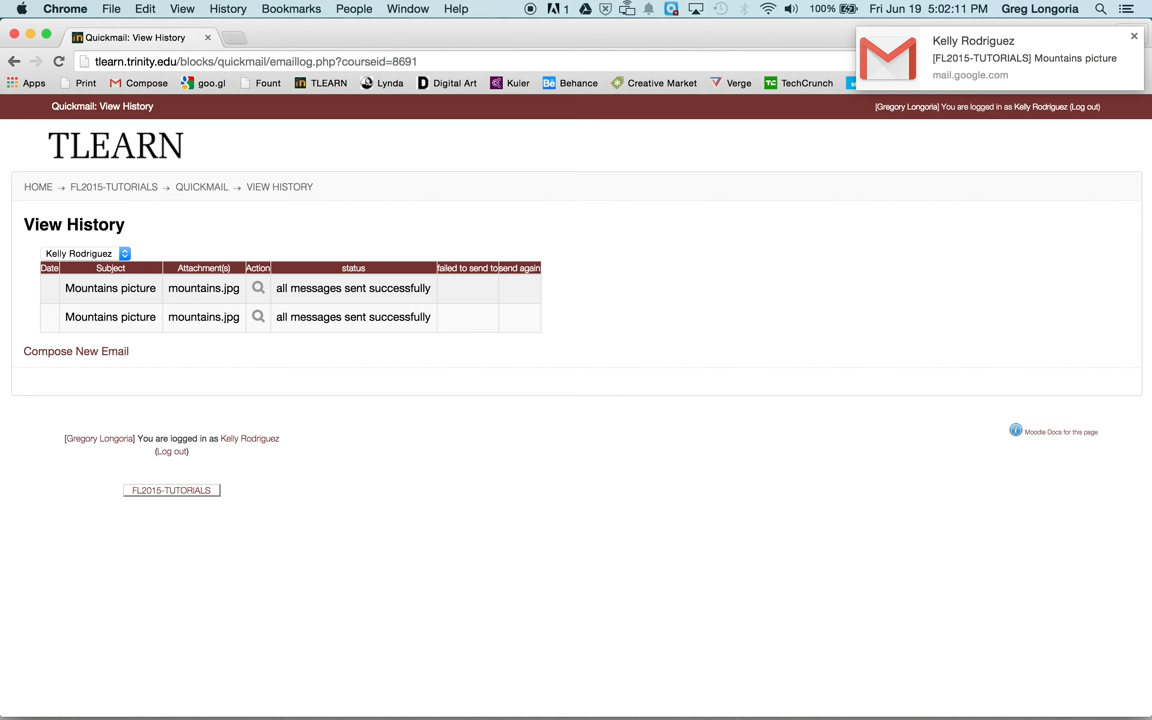 Chrome File Edit View History Bookmarks People Window Help 1 100% Fri Jun 19 5:02:11 PM Greg Longoria
Quickmail: View History
tlearn.trinity.edu/blocks/quickmail/emaillog.php?courseid=8691
Kelly Rodriguez
[FL2015-TUTORIALS] Mountains picture
mail.google.com
Apps Print Compose goo.gl Fount TLEARN Lynda Digital Art Kuler Behance Creative Market Verge TechCrunch
Quickmail: View History [Gregory Longoria] You are logged in as Kelly Rodriguez (Log out)
TLEARN
HOME → FL2015-TUTORIALS → QUICKMAIL → VIEW HISTORY
View History
Kelly Rodriguez
Date Subject Attachment(s) Action status failed to send to send again
Mountains picture mountains.jpg all messages sent successfully
Mountains picture mountains.jpg all messages sent successfully
Compose New Email
[Gregory Longoria] You are logged in as Kelly Rodriguez
(Log out)
Moodle Docs for this page
FL2015-TUTORIALS